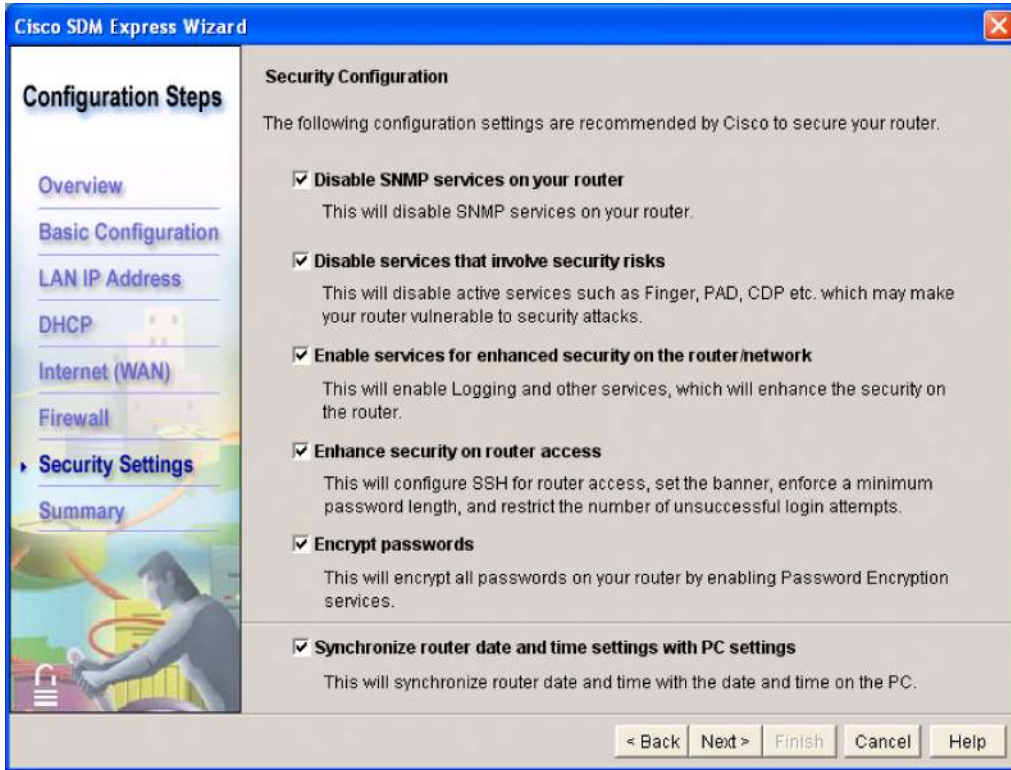 Cisco SDM Express Wizard
Configuration Steps
Overview
Basic Configuration
LAN IP Address
DHCP
Internet (WAN)
Firewall
Security Settings
Summary
Security Configuration
The following configuration settings are recommended by Cisco to secure your router.
Disable SNMP services on your router
This will disable SNMP services on your router.
Disable services that involve security risks
This will disable active services such as Finger, PAD, CDP etc. which may make
your router vulnerable to security attacks.
Enable services for enhanced security on the router/network
This will enable Logging and other services, which will enhance the security on
the router.
Enhance security on router access
This will configure SSH for router access, set the banner, enforce a minimum
password length, and restrict the number of unsuccessful login attempts.
Encrypt passwords
This will encrypt all passwords on your router by enabling Password Encryption
services.
Synchronize router date and time settings with PC settings
This will synchronize router date and time with the date and time on the PC.
< Back Next > Finish Cancel Help